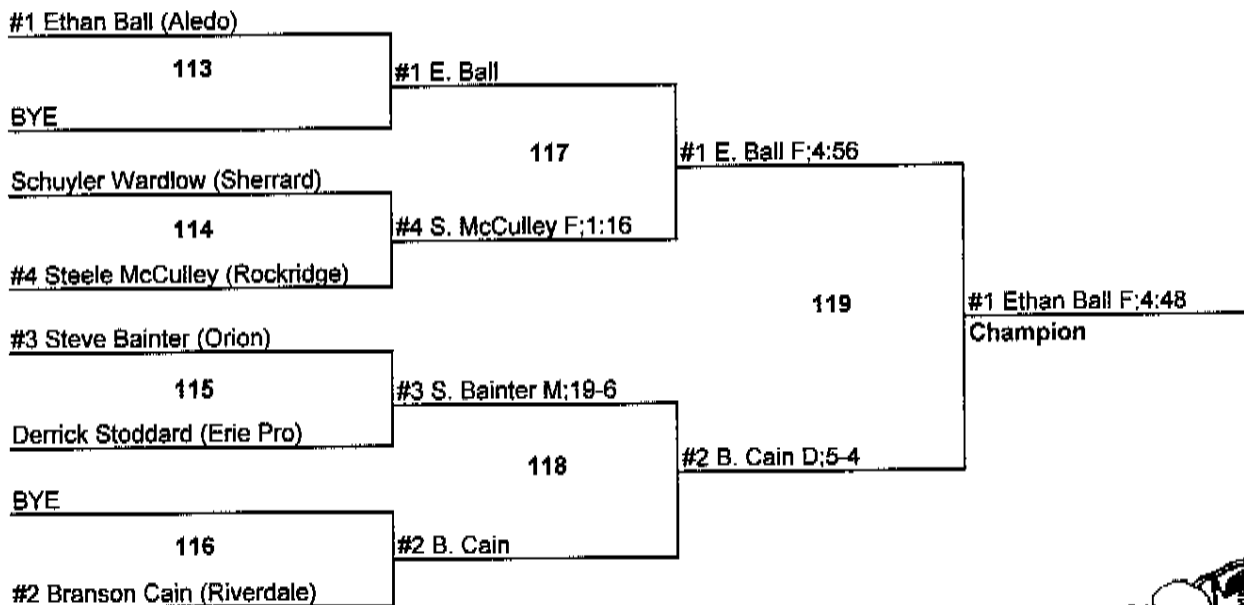 #1 Ethan Ball (Aledo)
113
#1 E. Ball
BYE
117
#1 E. Ball F;4:56
Schuyler Wardlow (Sherrard)
114
#4 S. McCulley F;1:16
#4 Steele McCulley (Rockridge)
119
#1 Ethan Ball F;4:48
Champion
#3 Steve Bainter (Orion)
115
#3 S. Bainter M;19-6
Derrick Stoddard (Erie Pro)
118
#2 B. Cain D;5-4
BYE
116
#2 B. Cain
#2 Branson Cain (Riverdale)